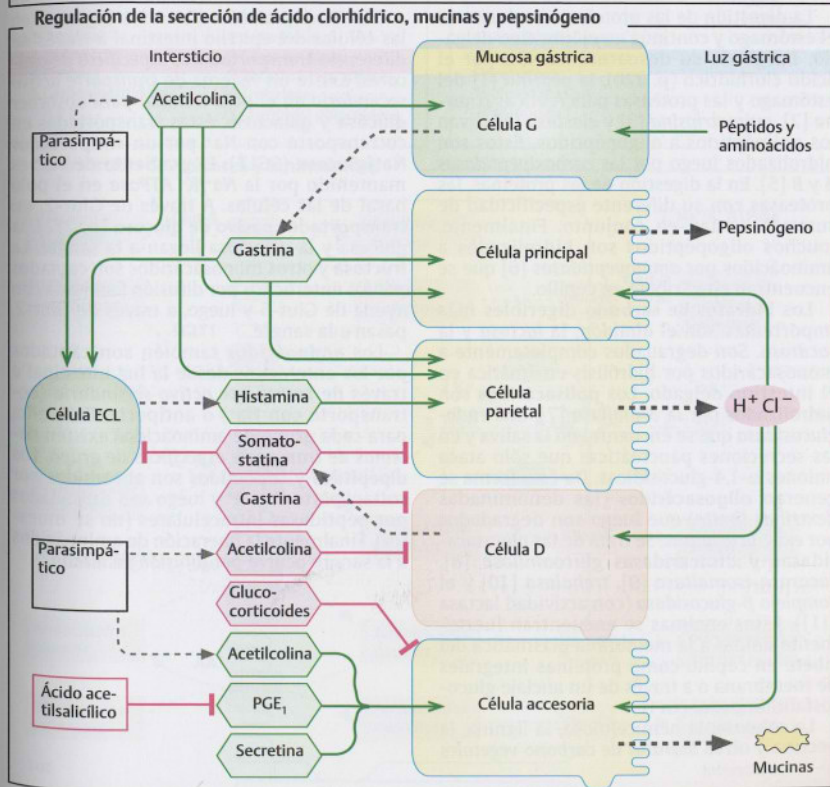 Regulación de la secreción de ácido clorhídrico, mucinas y pepsinógeno
Intersticio
Mucosa gástrica
Luz gástrica
Acetilcolina
Parasimpá-
tico
Célula G
Péptidos y
aminoácidos
Gastrina
Célula principal
Pepsinógeno
Célula ECL
Histamina
Somato-
statina
Célula
parietal
H⁺ Cl⁻
Gastrina
Parasimpá-
tico
Acetilcolina
Célula D
Gluco-
corticoides
Acetilcolina
Ácido ace-
tilsalicílico
PGE₁
Célula accesoria
Secretina
Mucinas